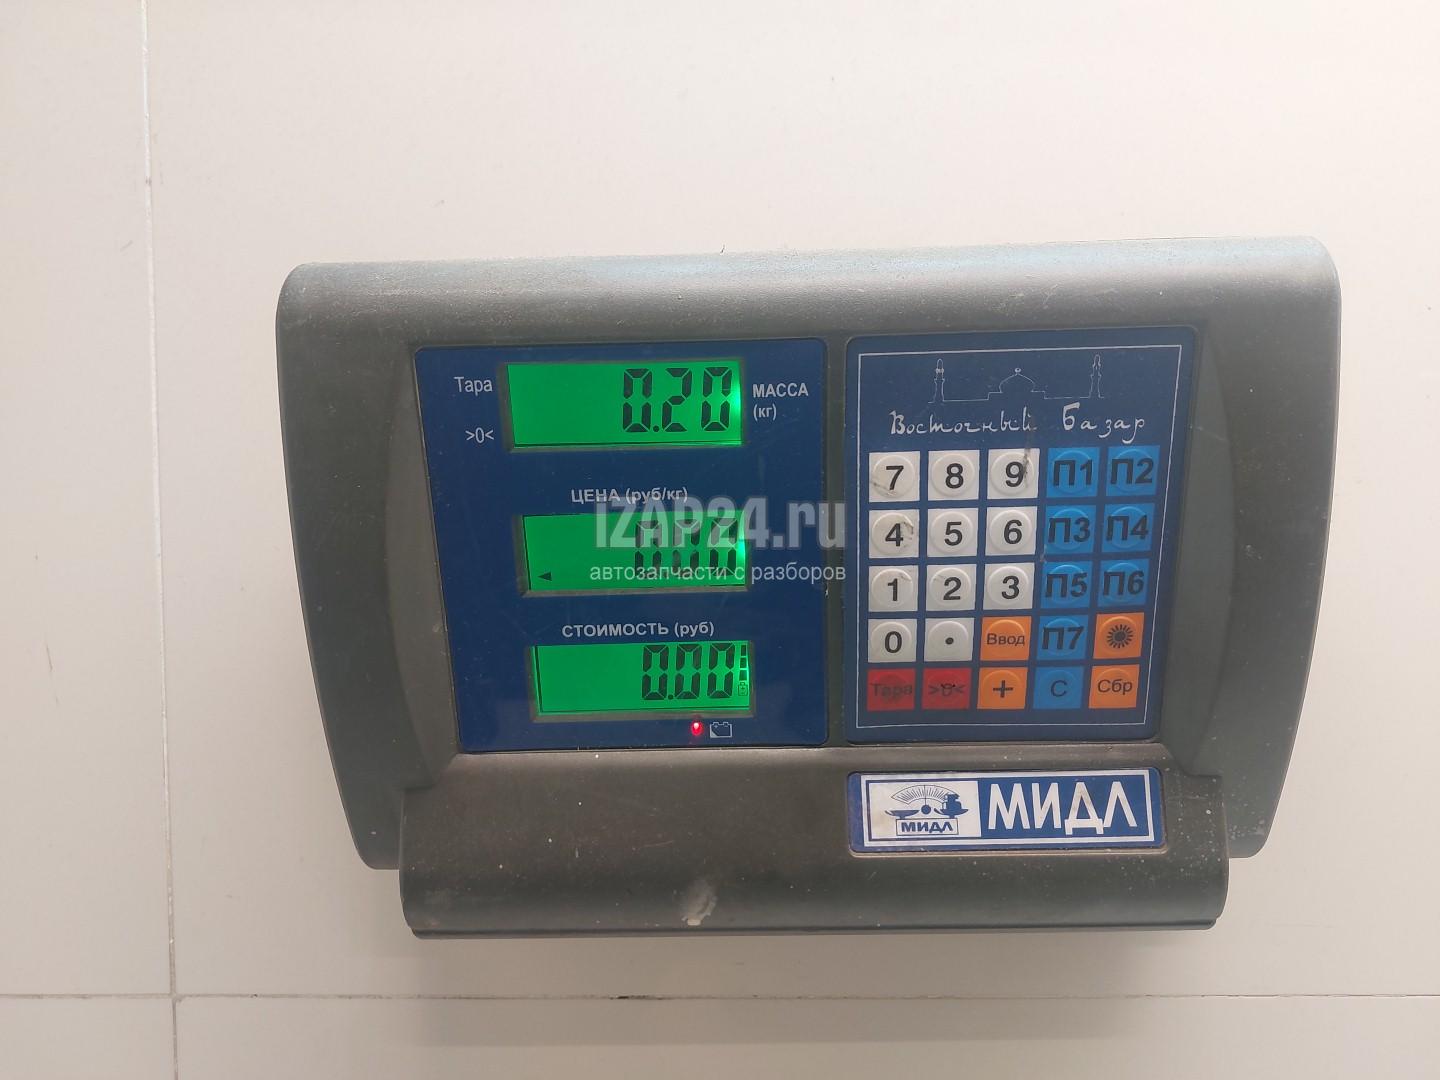 Тара
0.20
МАССА
(кг)
>0<
ЦЕНА (руб/кг)
0.00
СТОИМОСТЬ (руб)
0.00
Восточный Базар
7 8 9 П1 П2
4 5 6 П3 П4
1 2 3 П5 П6
0 . Ввод П7
Тара >0< + С Сбр
МИДЛ
МИДЛ
IZAP24.ru
автозапчасти с разборов